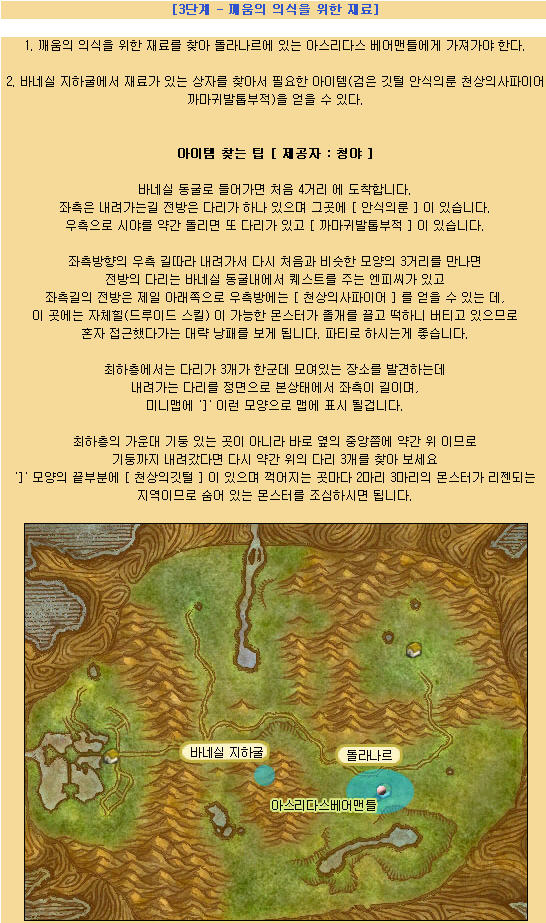 [3단계 - 깨움의 의식을 위한 재료]
1. 깨움의 의식을 위한 재료를 찾아 돌라나르에 있는 아스리다스 베어맨틀에게 가져가야 한다.
2. 바네실 지하굴에서 재료가 있는 상자를 찾아서 필요한 아이템(검은 깃털 안식의룬 천상의사파이어
까마귀발톱부적)을 얻을 수 있다.
아이템 찾는 팁 [ 제공자 : 청야 ]
바네실 동굴로 들어가면 처음 4거리 에 도착합니다.
좌측은 내려가는길 전방은 다리가 하나 있으며 그곳에 [ 안식의룬 ] 이 있습니다.
우측으로 시야를 약간 돌리면 또 다리가 있고 [ 까마귀발톱부적 ] 이 있습니다.
좌측방향의 우측 길따라 내려가서 다시 처음과 비슷한 모양의 3거리를 만나면
전방의 다리는 바네실 동굴내에서 퀘스트를 주는 엔피씨가 있고
좌측길의 전방은 제일 아래쪽으로 우측방에는 [ 천상의사파이어 ] 를 얻을 수 있는 데,
이 곳에는 자체힐(드루이드 스킬) 이 가능한 몬스터가 졸개를 끌고 떡하니 버티고 있으므로
혼자 접근했다가는 대략 낭패를 보게 됩니다. 파티로 하시는게 좋습니다.
최하층에서는 다리가 3개가 한군데 모여있는 장소를 발견하는데
내려가는 다리를 정면으로 본상태에서 좌측이 길이며,
미니맵에 ']' 이런 모양으로 맵에 표시 될겁니다.
최하층의 가운대 기둥 있는 곳이 아니라 바로 옆의 중앙쯤에 약간 위 이므로
기둥까지 내려갔다면 다시 약간 위의 다리 3개를 찾아 보세요
']' 모양의 끝부분에 [ 천상의깃털 ] 이 있으며 꺽어지는 곳마다 2마리 3마리의 몬스터가 리젠되는
지역이므로 숨어 있는 몬스터를 조심하시면 됩니다.
바네실 지하굴
돌라나르
아스리다스베어맨틀